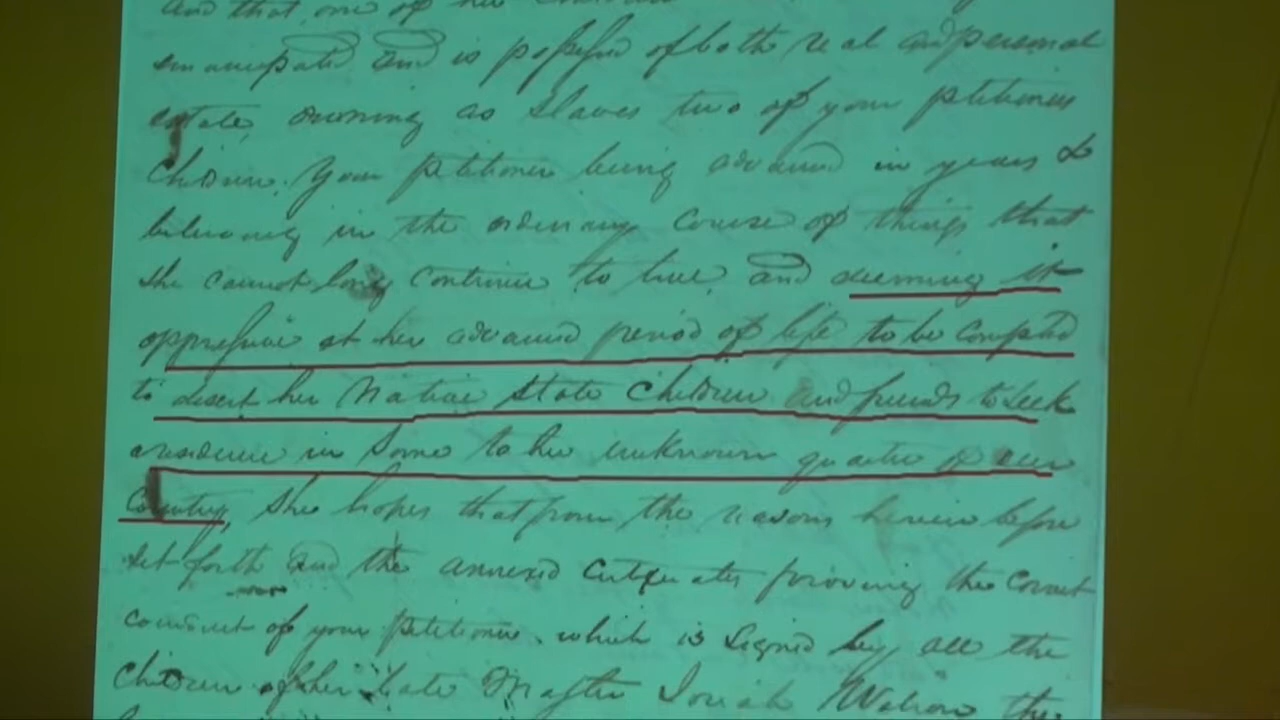 and that one of her children
emancipated and is possessed of both real and personal
estate, owning as slaves two of your petitioners
children. Your petitioner being advanced in years &
believing in the ordinary course of things that
she cannot long continue to live, and deeming it
oppressive at her advanced period of life to be compelled
to desert her Native State Children and friends to seek
a residence in some to her unknown quarter of our
Country, She hopes that from the reasons herein before
set forth and the annexed certificates proving the correct
conduct of your Petitioner, which is Signed by all the
Children of her late Master Josiah Watson the